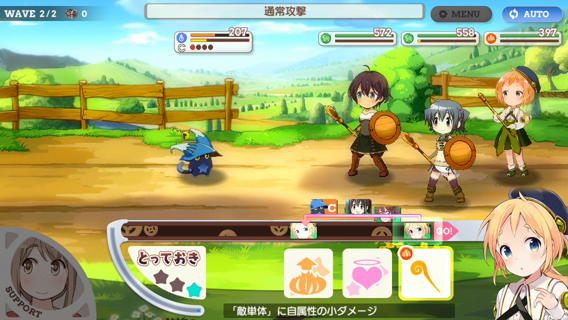 WAVE 2/2 0
通常攻撃
MENU
AUTO
207
C
572
558
397
C
GO!
とっておき
SUPPORT
「敵単体」に自属性の小ダメージ